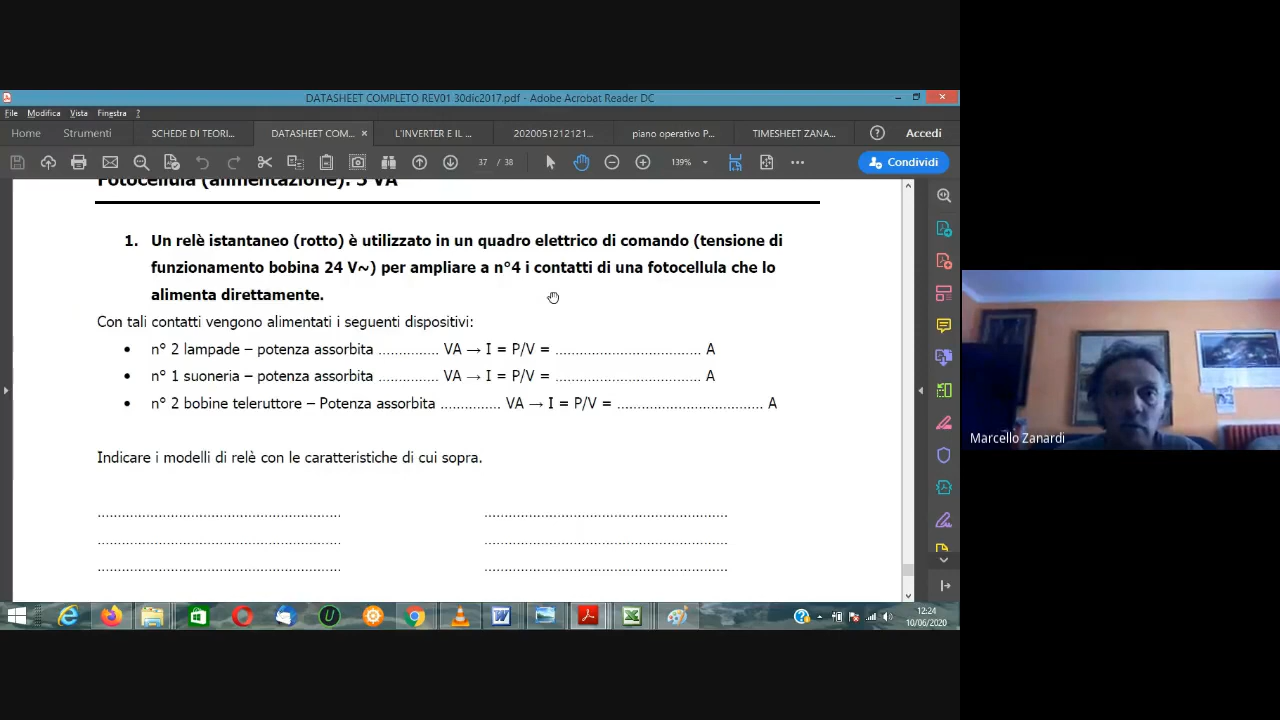 DATASHEET COMPLETO REV01 30dic2017.pdf - Adobe Acrobat Reader DC
File Modifica Vista Finestra ?
Home Strumenti SCHEDE DI TEORI... DATASHEET COM... × L'INVERTER E IL ... 2020051212121... piano operativo P... TIMESHEET ZANA... Accedi
37 / 38 139% Condividi
Fotocellula (alimentazione): 5 VA
1. Un relè istantaneo (rotto) è utilizzato in un quadro elettrico di comando (tensione di
funzionamento bobina 24 V~) per ampliare a n°4 i contatti di una fotocellula che lo
alimenta direttamente.
Con tali contatti vengono alimentati i seguenti dispositivi:
• n° 2 lampade – potenza assorbita ............... VA → I = P/V = .................................... A
• n° 1 suoneria – potenza assorbita ............... VA → I = P/V = .................................... A
• n° 2 bobine teleruttore – Potenza assorbita ............... VA → I = P/V = .................................... A
Indicare i modelli di relè con le caratteristiche di cui sopra.
............................................................ ............................................................
............................................................ ............................................................
............................................................ ............................................................
Marcello Zanardi
12:24
10/06/2020